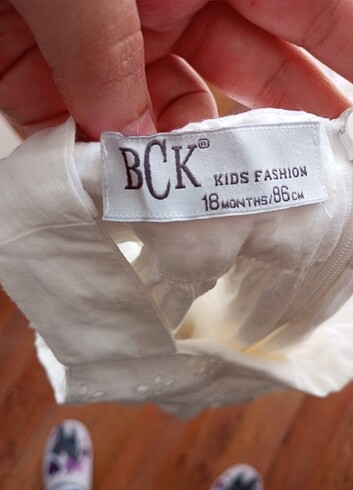 BCK®
KIDS FASHION
18 MONTHS/86 CM